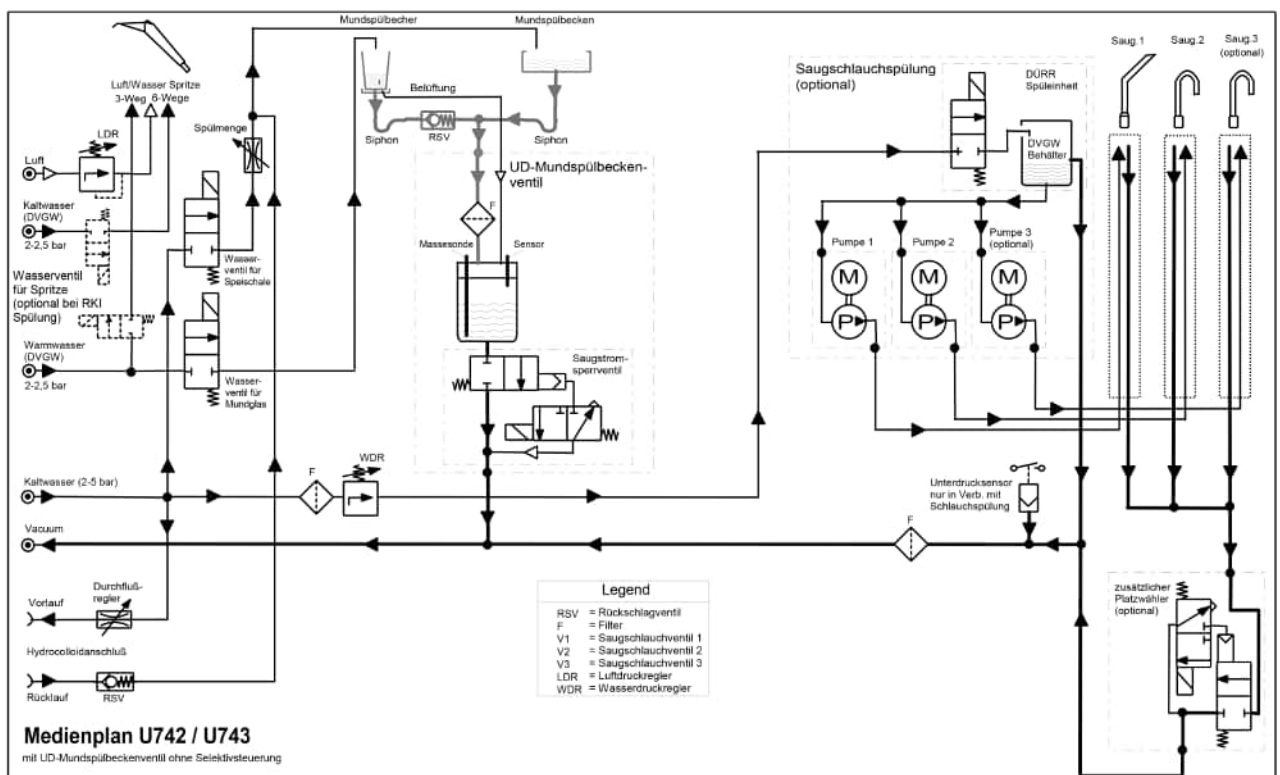 Mundspülbecher
Mundspülbecken
Luft/Wasser Spritze
3-Weg 6-Wege
LDR
Spülmenge
Belüftung
Siphon
RSV
Siphon
Luft
Kaltwasser
(DVGW)
2-2,5 bar
Wasserventil
für Spritze
(optional bei RKI
Spülung)
Wasser-
ventil für
Speischale
Warmwasser
(DVGW)
2-2,5 bar
Wasser-
ventil für
Mundglas
UD-Mundspülbecken-
ventil
F
Massesonde
Sensor
Saugstrom-
sperrventil
Saugschlauchspülung
(optional)
DÜRR
Spüleinheit
DVGW
Behälter
Pumpe 1
Pumpe 2
Pumpe 3
(optional)
M
M
M
P
P
P
Saug.1
Saug.2
Saug.3
(optional)
Kaltwasser (2-5 bar)
F
WDR
Vacuum
Unterdrucksensor
nur in Verb. mit
Schlauchspülung
F
Durchfluß-
regler
Vorlauf
Hydrocolloidanschluß
Rücklauf
RSV
zusätzlicher
Platzwähler
(optional)
Legend
RSV = Rückschlagventil
F = Filter
V1 = Saugschlauchventil 1
V2 = Saugschlauchventil 2
V3 = Saugschlauchventil 3
LDR = Luftdruckregler
WDR = Wasserdruckregler
Medienplan U742 / U743
mit UD-Mundspülbeckenventil ohne Selektivsteuerung